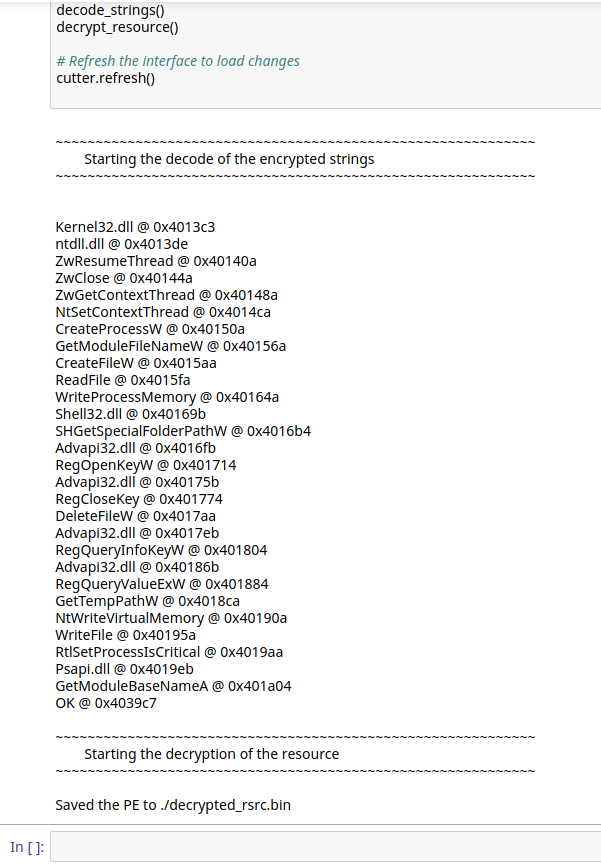 decode_strings()
decrypt_resource()
# Refresh the interface to load changes
cutter.refresh()
~~~~~~~~~~~~~~~~~~~~~~~~~~~~~~~~~~~~~~~~~~~~~~~~~~~~~~~~~~~~
Starting the decode of the encrypted strings
~~~~~~~~~~~~~~~~~~~~~~~~~~~~~~~~~~~~~~~~~~~~~~~~~~~~~~~~~~~~
Kernel32.dll @ 0x4013c3
ntdll.dll @ 0x4013de
ZwResumeThread @ 0x40140a
ZwClose @ 0x40144a
ZwGetContextThread @ 0x40148a
NtSetContextThread @ 0x4014ca
CreateProcessW @ 0x40150a
GetModuleFileNameW @ 0x40156a
CreateFileW @ 0x4015aa
ReadFile @ 0x4015fa
WriteProcessMemory @ 0x40164a
Shell32.dll @ 0x40169b
SHGetSpecialFolderPathW @ 0x4016b4
Advapi32.dll @ 0x4016fb
RegOpenKeyW @ 0x401714
Advapi32.dll @ 0x40175b
RegCloseKey @ 0x401774
DeleteFileW @ 0x4017aa
Advapi32.dll @ 0x4017eb
RegQueryInfoKeyW @ 0x401804
Advapi32.dll @ 0x40186b
RegQueryValueExW @ 0x401884
GetTempPathW @ 0x4018ca
NtWriteVirtualMemory @ 0x40190a
WriteFile @ 0x40195a
RtlSetProcessIsCritical @ 0x4019aa
Psapi.dll @ 0x4019eb
GetModuleBaseNameA @ 0x401a04
OK @ 0x4039c7
~~~~~~~~~~~~~~~~~~~~~~~~~~~~~~~~~~~~~~~~~~~~~~~~~~~~~~~~~~~~
Starting the decryption of the resource
~~~~~~~~~~~~~~~~~~~~~~~~~~~~~~~~~~~~~~~~~~~~~~~~~~~~~~~~~~~~
Saved the PE to ./decrypted_rsrc.bin
In [ ]: